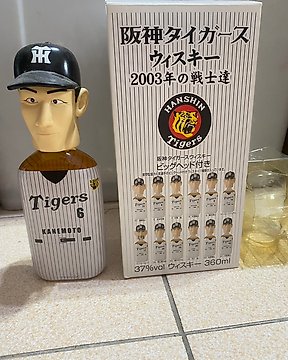 TH
Tigers
6
KANEMOTO
阪神タイガース
ウィスキー
2003年の戦士達
HANSHIN
Tigers
阪神タイガースウィスキー
ビッグヘッド付き
37%vol ウィスキー 360ml